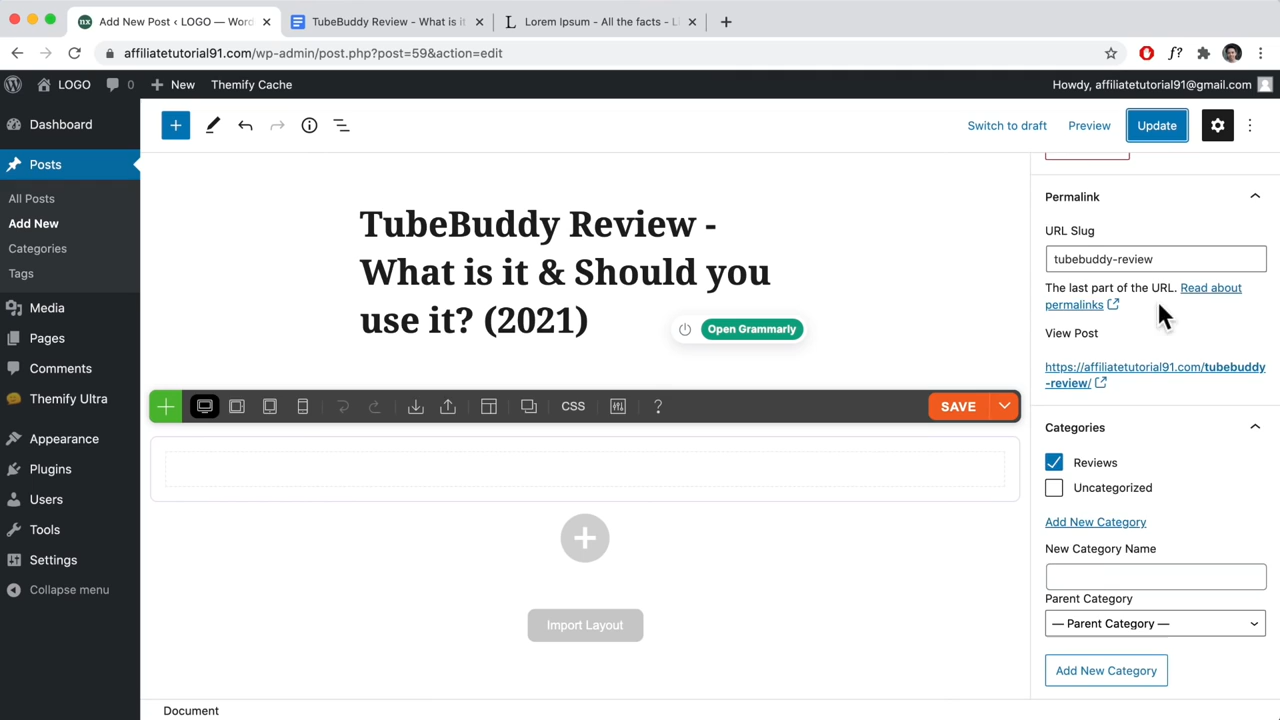 Add New Post ‹ LOGO — Word
TubeBuddy Review - What is it
Lorem Ipsum - All the facts - Li
affiliatetutorial91.com/wp-admin/post.php?post=59&action=edit
f?
LOGO
0
New
Themify Cache
Howdy, affiliatetutorial91@gmail.com
Dashboard
Posts
All Posts
Add New
Categories
Tags
Media
Pages
Comments
Themify Ultra
Appearance
Plugins
Users
Tools
Settings
Collapse menu
Switch to draft
Preview
Update
TubeBuddy Review -
What is it & Should you
use it? (2021)
Open Grammarly
CSS
?
SAVE
Import Layout
Document
Permalink
URL Slug
tubebuddy-review
The last part of the URL. Read about
permalinks
View Post
https://affiliatetutorial91.com/tubebuddy
-review/
Categories
Reviews
Uncategorized
Add New Category
New Category Name
Parent Category
— Parent Category —
Add New Category